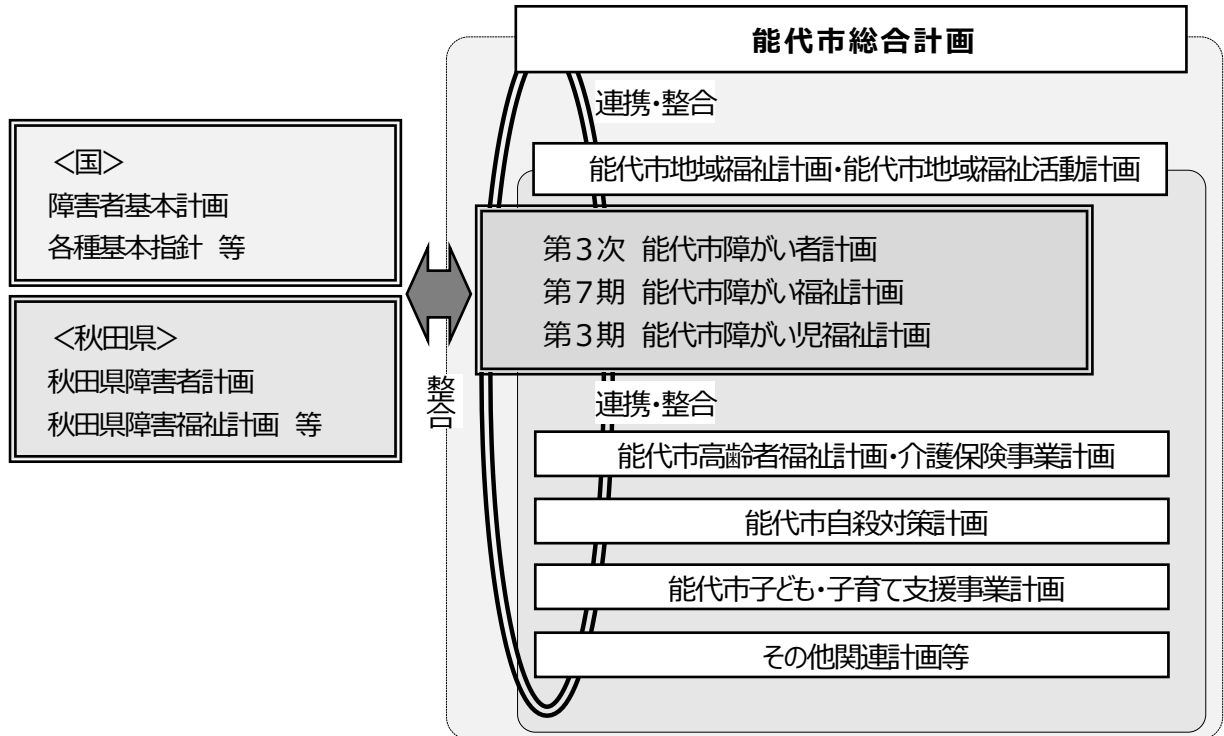 能代市総合計画
連携・整合
<国>
障害者基本計画
各種基本指針 等
<秋田県>
秋田県障害者計画
秋田県障害福祉計画 等
整合
能代市地域福祉計画・能代市地域福祉活動計画
第3次 能代市障がい者計画
第7期 能代市障がい福祉計画
第3期 能代市障がい児福祉計画
連携・整合
能代市高齢者福祉計画・介護保険事業計画
能代市自殺対策計画
能代市子ども・子育て支援事業計画
その他関連計画等